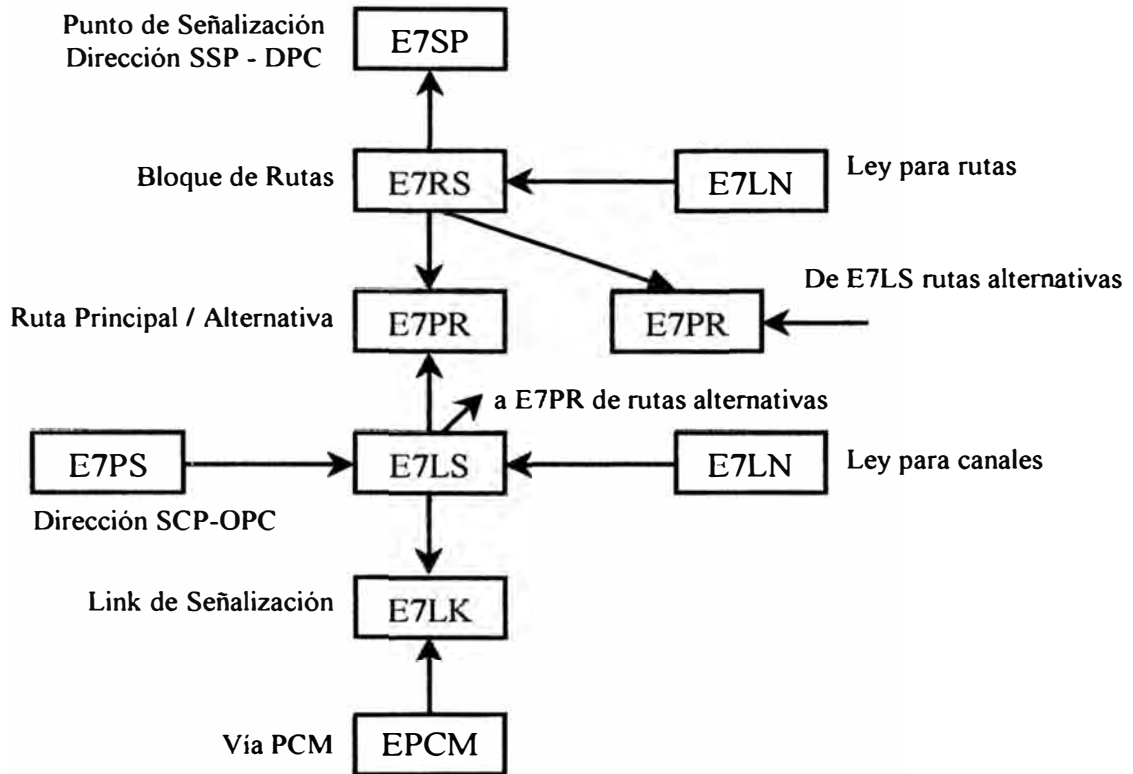 Punto de Señalización
Dirección SSP - DPC
E7SP
Bloque de Rutas
E7RS
E7LN
Ley para rutas
De E7LS rutas alternativas
Ruta Principal / Alternativa
E7PR
E7PR
a E7PR de rutas alternativas
E7PS
E7LS
E7LN
Ley para canales
Dirección SCP-OPC
Link de Señalización
E7LK
Vía PCM
EPCM